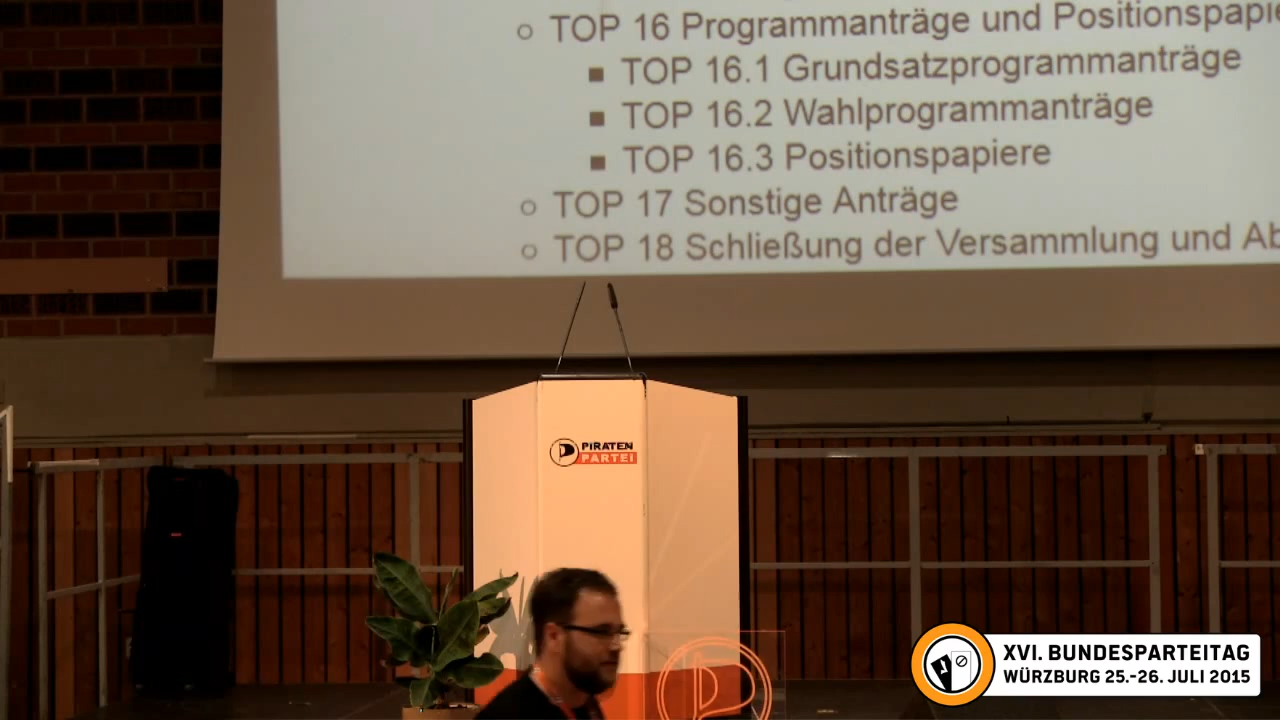 TOP 16 Programmanträge und Positionspapie
TOP 16.1 Grundsatzprogrammanträge
TOP 16.2 Wahlprogrammanträge
TOP 16.3 Positionspapiere
TOP 17 Sonstige Anträge
TOP 18 Schließung der Versammlung und Ab
PIRATEN
PARTEI
XVI. BUNDESPARTEITAG
WÜRZBURG 25.-26. JULI 2015